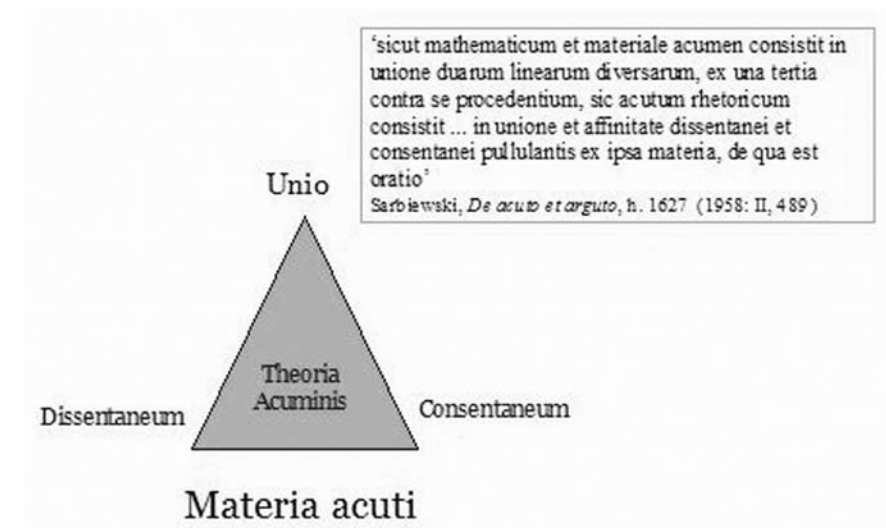 ‘sicut mathematicum et materiale acumen consistit in
unione duarum linearum diversarum, ex una tertia
contra se procedentium, sic acutum rhetoricum
consistit ... in unione et affinitate dissentanei et
consentanei pullulantis ex ipsa materia, de qua est
oratio’
Sarbiewski, De acuto et arguto, h. 1627 (1958: II, 489)
Unio
Theoria
Acuminis
Dissentaneum
Consentaneum
Materia acuti